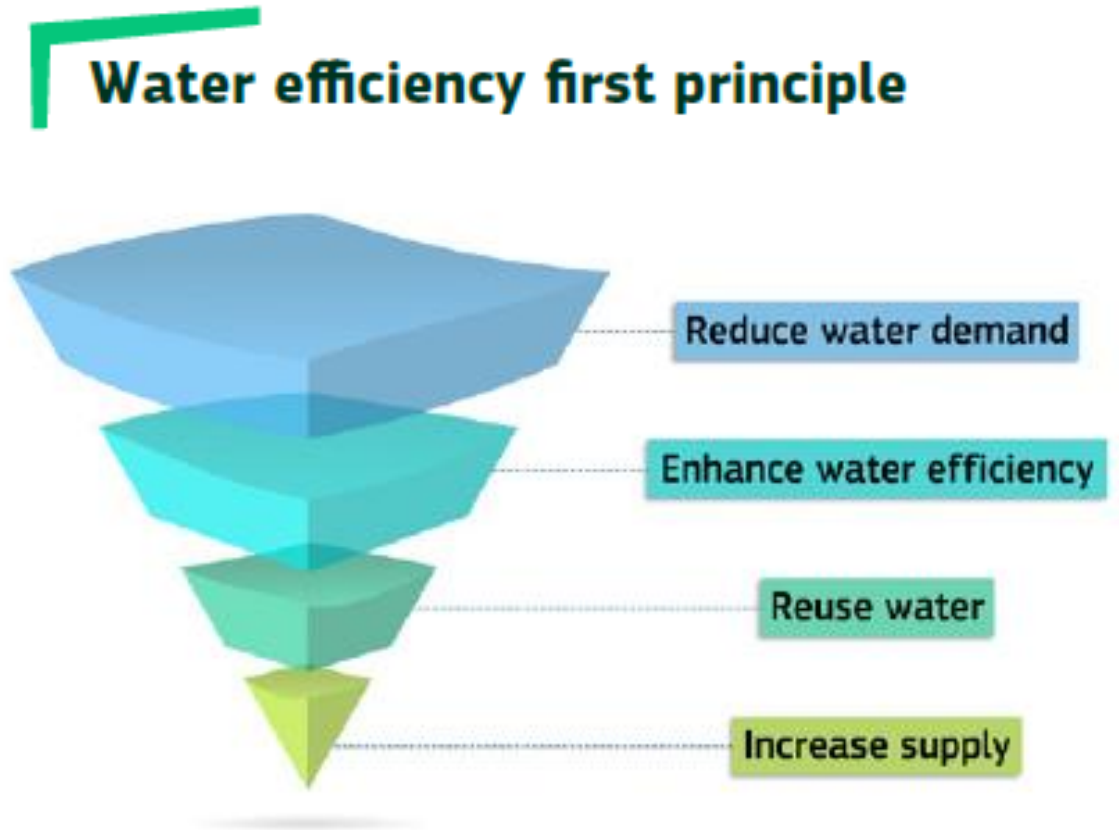 Water efficiency first principle
Reduce water demand
Enhance water efficiency
Reuse water
Increase supply